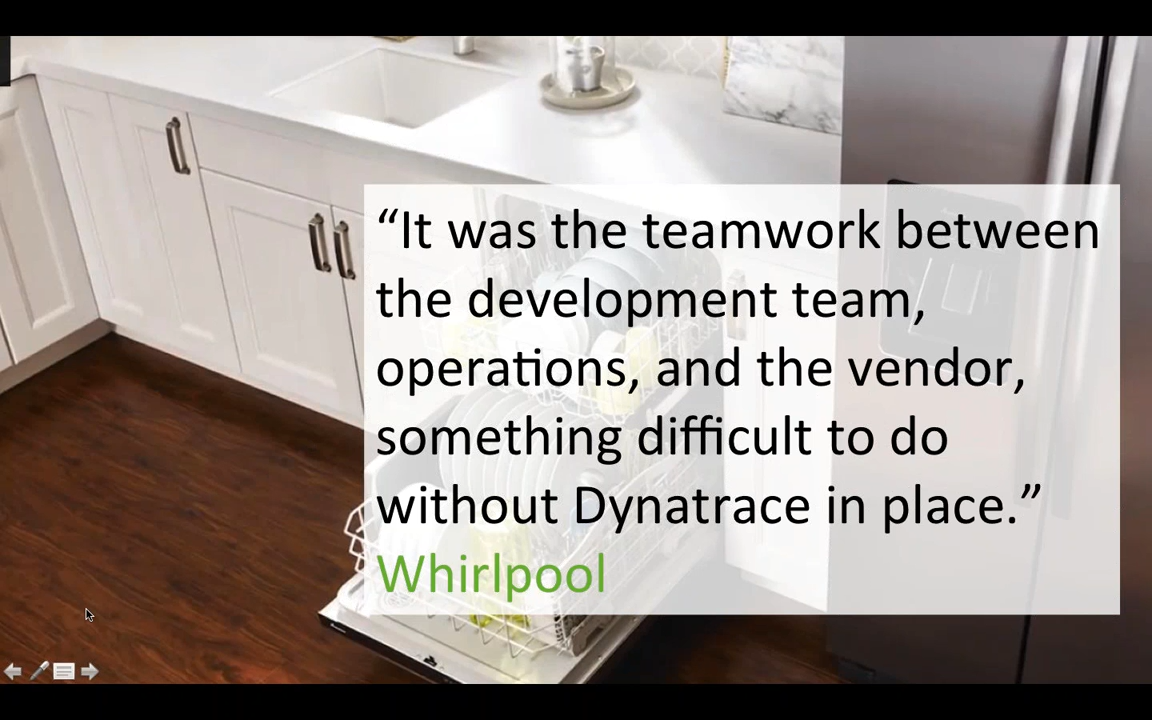 “It was the teamwork between
the development team,
operations, and the vendor,
something difficult to do
without Dynatrace in place.”
Whirlpool